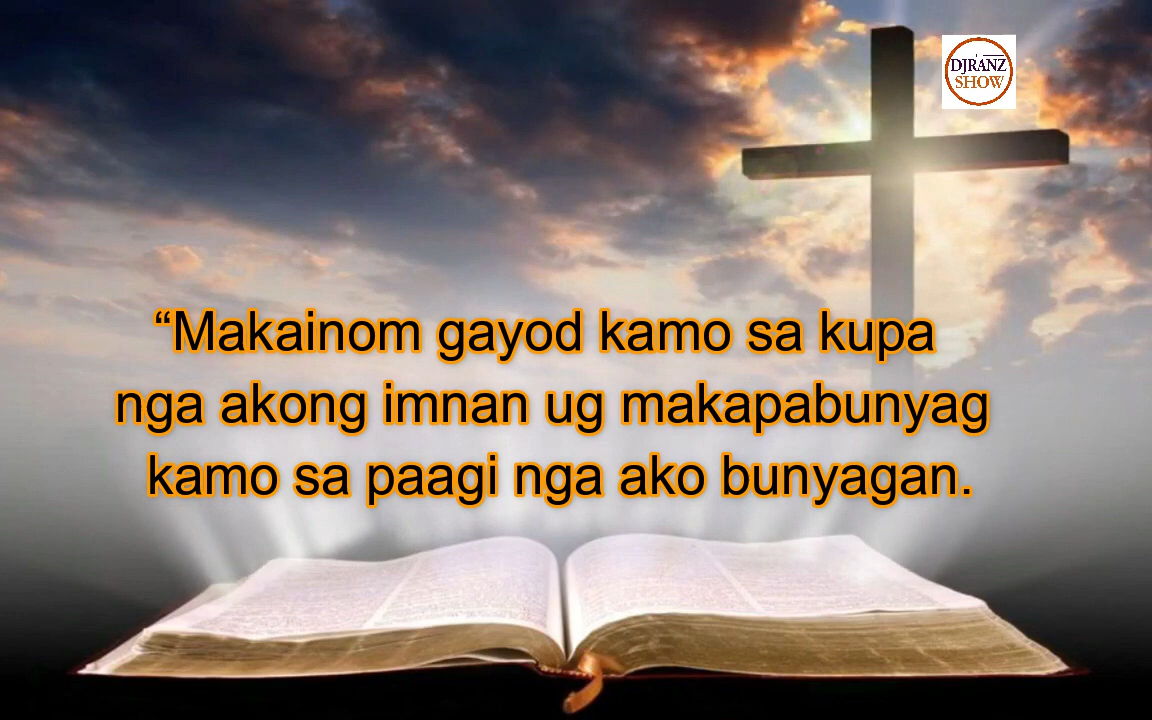 DJRANZ
SHOW
“Makainom gayod kamo sa kupa
nga akong imnan ug makapabunyag
kamo sa paagi nga ako bunyagan.